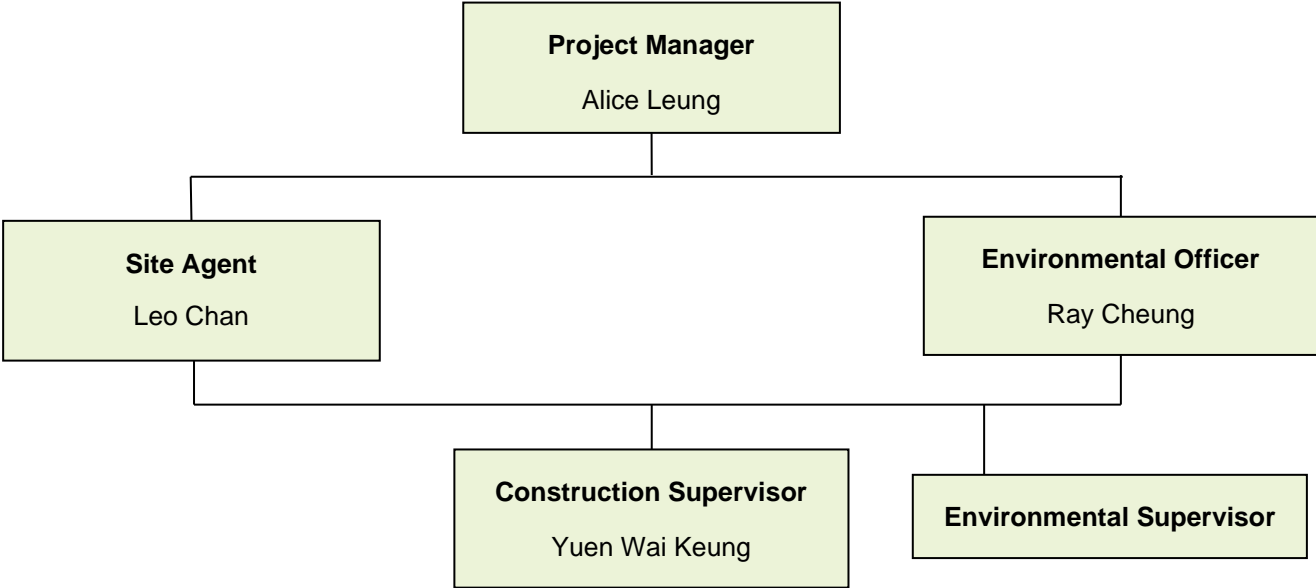 Project Manager
Alice Leung
Site Agent
Leo Chan
Environmental Officer
Ray Cheung
Construction Supervisor
Yuen Wai Keung
Environmental Supervisor